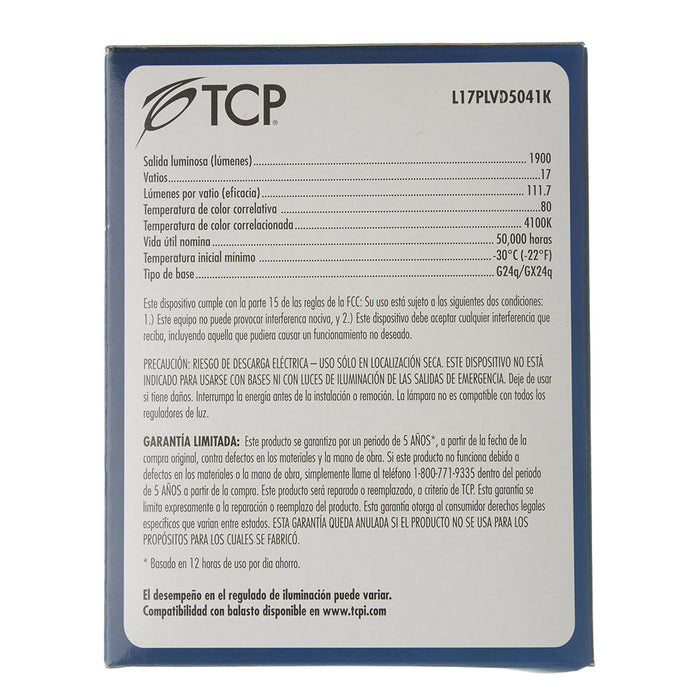 TCP® L17PLVD5041K
Salida luminosa (lúmenes) 1900
Vatios 17
Lúmenes por vatio (eficacia) 111.7
Temperatura de color correlativa 80
Temperatura de color correlacionada 4100K
Vida útil nomina 50,000 horas
Temperatura inicial mínimo -30°C (-22°F)
Tipo de base G24q/GX24q
Este dispositivo cumple con la parte 15 de las reglas de la FCC: Su uso está sujeto a las siguientes dos condiciones:
1.) Este equipo no puede provocar interferencia nociva, y 2.) Este dispositivo debe aceptar cualquier interferencia que
reciba, incluyendo aquella que pudiera causar un funcionamiento no deseado.
PRECAUCIÓN: RIESGO DE DESCARGA ELÉCTRICA – USO SÓLO EN LOCALIZACIÓN SECA. ESTE DISPOSITIVO NO ESTÁ
INDICADO PARA USARSE CON BASES NI CON LUCES DE ILUMINACIÓN DE LAS SALIDAS DE EMERGENCIA. Deje de usar
si tiene daños. Interrumpa la energía antes de la instalación o remoción. La lámpara no es compatible con todos los
reguladores de luz.
GARANTÍA LIMITADA: Este producto se garantiza por un periodo de 5 AÑOS*, a partir de la fecha de la
compra original, contra defectos en los materiales y la mano de obra. Si este producto no funciona debido a
defectos en los materiales o la mano de obra, simplemente llame al teléfono 1-800-771-9335 dentro del periodo
de 5 AÑOS a partir de la compra. Este producto será reparado o reemplazado, a criterio de TCP. Esta garantía se
limita expresamente a la reparación o reemplazo del producto. Esta garantía otorga al consumidor derechos legales
específicos que varían entre estados. ESTA GARANTÍA QUEDA ANULADA SI EL PRODUCTO NO SE USA PARA LOS
PROPÓSITOS PARA LOS CUALES SE FABRICÓ.
* Basado en 12 horas de uso por día ahorro.
El desempeño en el regulado de iluminación puede variar.
Compatibilidad con balasto disponible en www.tcpi.com